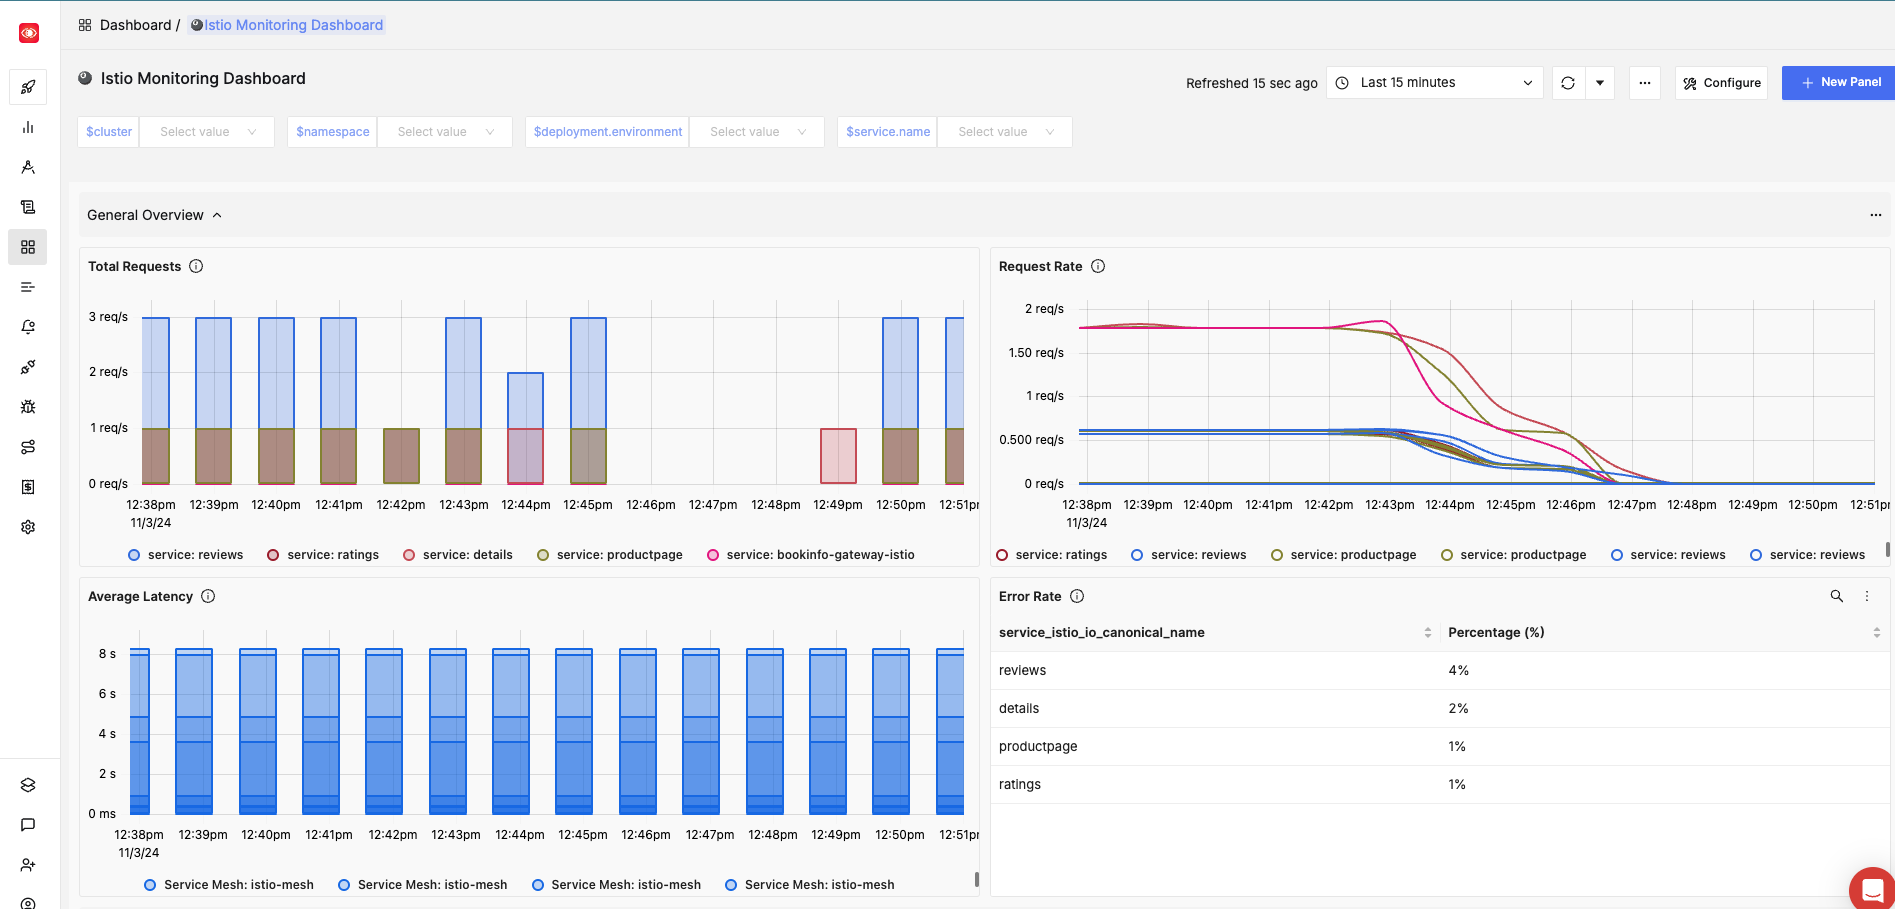 Dashboard / 🎱Istio Monitoring Dashboard
🎱 Istio Monitoring Dashboard
Refreshed 15 sec ago
Last 15 minutes
Configure
+ New Panel
$cluster Select value
$namespace Select value
$deployment.environment Select value
$service.name Select value
General Overview
Total Requests
3 req/s
2 req/s
1 req/s
0 req/s
12:38pm 12:39pm 12:40pm 12:41pm 12:42pm 12:43pm 12:44pm 12:45pm 12:46pm 12:47pm 12:48pm 12:49pm 12:50pm 12:51p
11/3/24
service: reviews service: ratings service: details service: productpage service: bookinfo-gateway-istio
Request Rate
2 req/s
1.50 req/s
1 req/s
0.500 req/s
0 req/s
12:38pm 12:39pm 12:40pm 12:41pm 12:42pm 12:43pm 12:44pm 12:45pm 12:46pm 12:47pm 12:48pm 12:49pm 12:50pm 12:51p
11/3/24
service: ratings service: reviews service: productpage service: productpage service: reviews service: reviews
Average Latency
8 s
6 s
4 s
2 s
0 ms
12:38pm 12:39pm 12:40pm 12:41pm 12:42pm 12:43pm 12:44pm 12:45pm 12:46pm 12:47pm 12:48pm 12:49pm 12:50pm 12:51p
11/3/24
Service Mesh: istio-mesh Service Mesh: istio-mesh Service Mesh: istio-mesh Service Mesh: istio-mesh
Error Rate
service_istio_io_canonical_name Percentage (%)
reviews 4%
details 2%
productpage 1%
ratings 1%